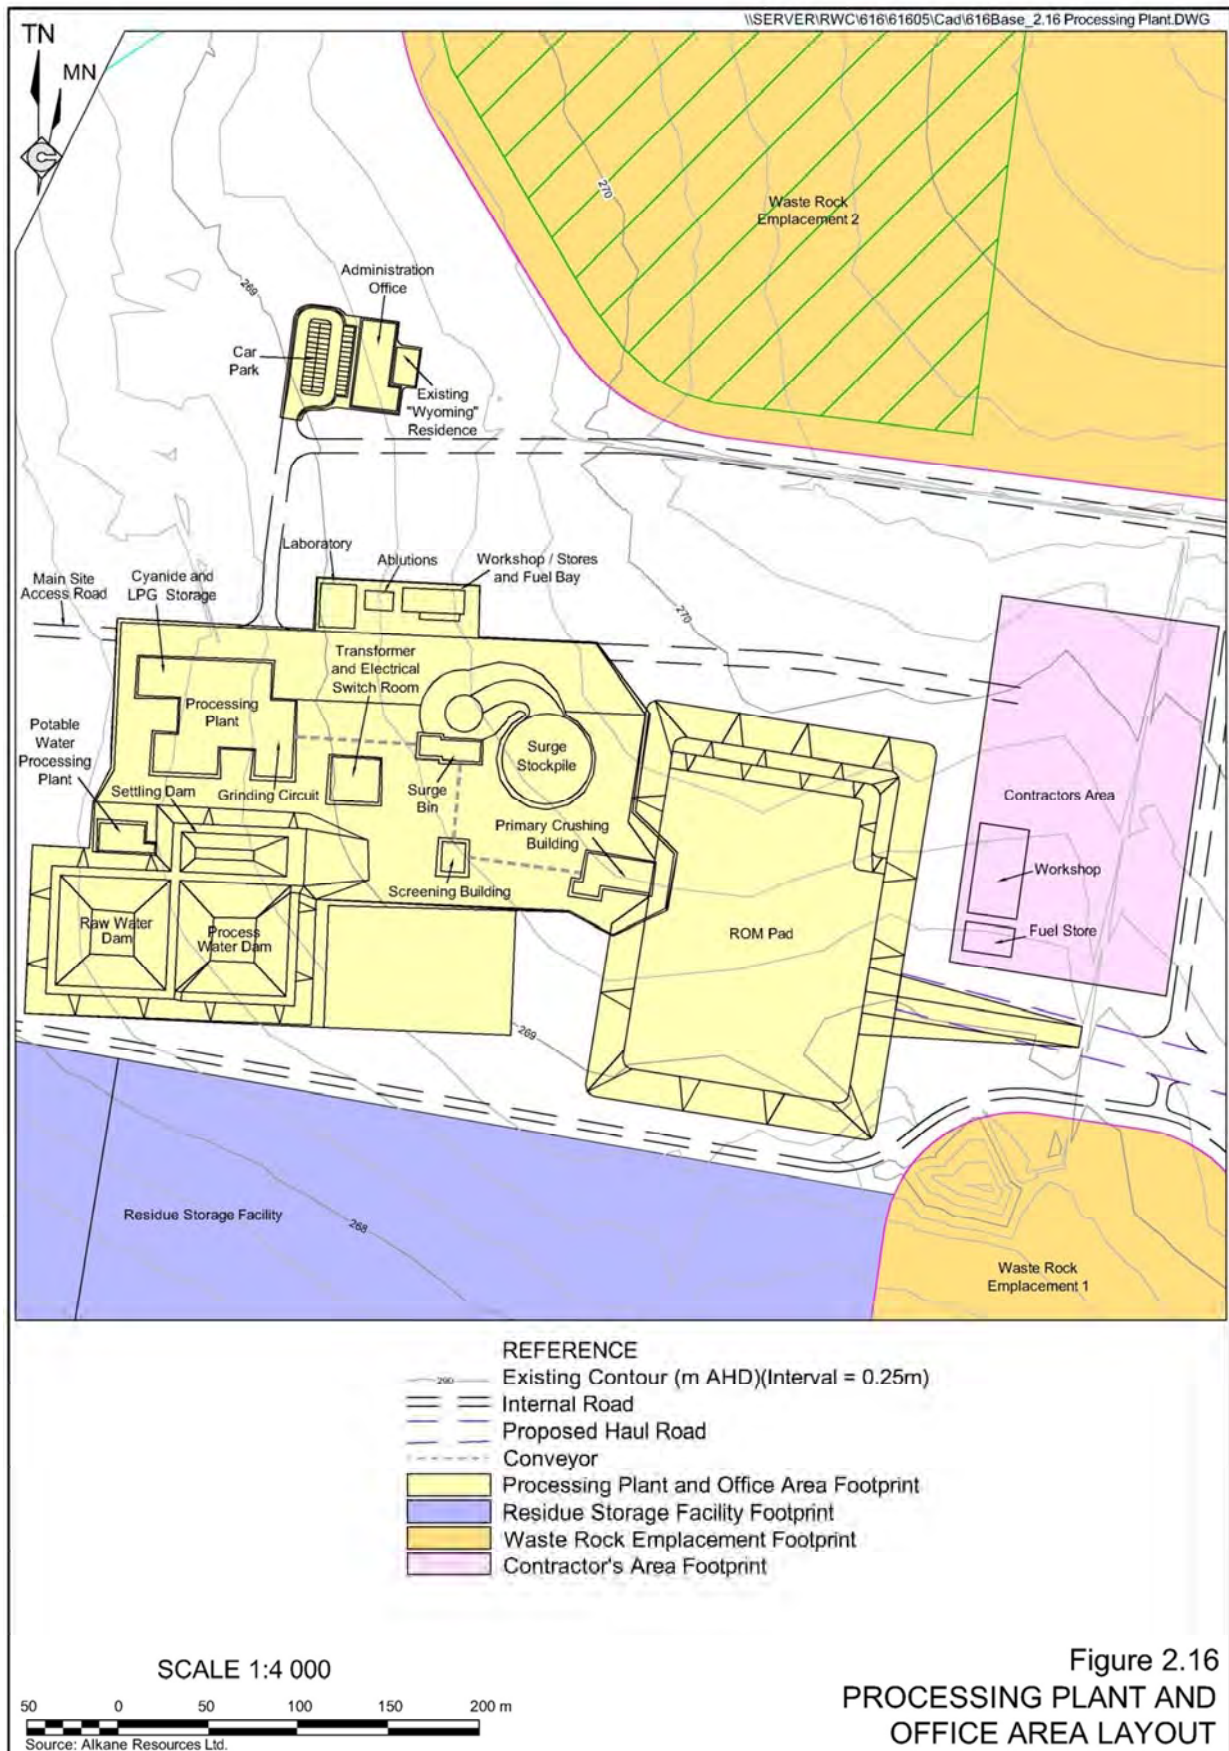 \\SERVER\RWC\616\61605\Cad\616Base_2.16 Processing Plant.DWG
TN
MN
270
Waste Rock
Emplacement 2
269
Administration
Office
Car
Park
Existing
"Wyoming"
Residence
Laboratory
Ablutions
Workshop / Stores
and Fuel Bay
Main Site
Access Road
Cyanide and
LPG Storage
270
Transformer
and Electrical
Switch Room
Processing
Plant
Potable
Water
Processing
Plant
Surge
Stockpile
Settling Dam
Grinding Circuit
Surge
Bin
Contractors Area
Primary Crushing
Building
Workshop
Screening Building
Raw Water
Dam
Process
Water Dam
ROM Pad
Fuel Store
269
Residue Storage Facility
268
Waste Rock
Emplacement 1
REFERENCE
290
Existing Contour (m AHD)(Interval = 0.25m)
Internal Road
Proposed Haul Road
Conveyor
Processing Plant and Office Area Footprint
Residue Storage Facility Footprint
Waste Rock Emplacement Footprint
Contractor's Area Footprint
SCALE 1:4 000
50 0 50 100 150 200 m
Source: Alkane Resources Ltd.
Figure 2.16
PROCESSING PLANT AND
OFFICE AREA LAYOUT